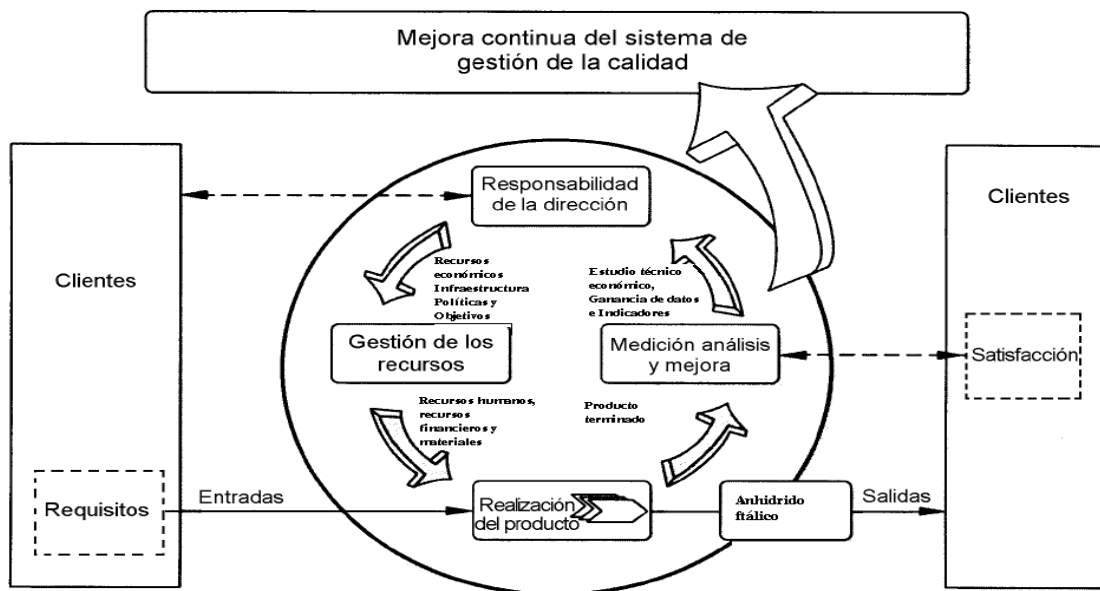 Mejora continua del sistema de
gestión de la calidad
Responsabilidad
de la dirección
Clientes
Clientes
Recursos
económicos
Infraestructura
Políticas y
Objetivos
Estudio técnico
económico,
Ganancia de datos
e Indicadores
Gestión de los
recursos
Medición análisis
y mejora
Satisfacción
Recursos humanos,
recursos
financieros y
materiales
Producto
terminado
Requisitos
Entradas
Realización
del producto
Anhidrido
ftálico
Salidas